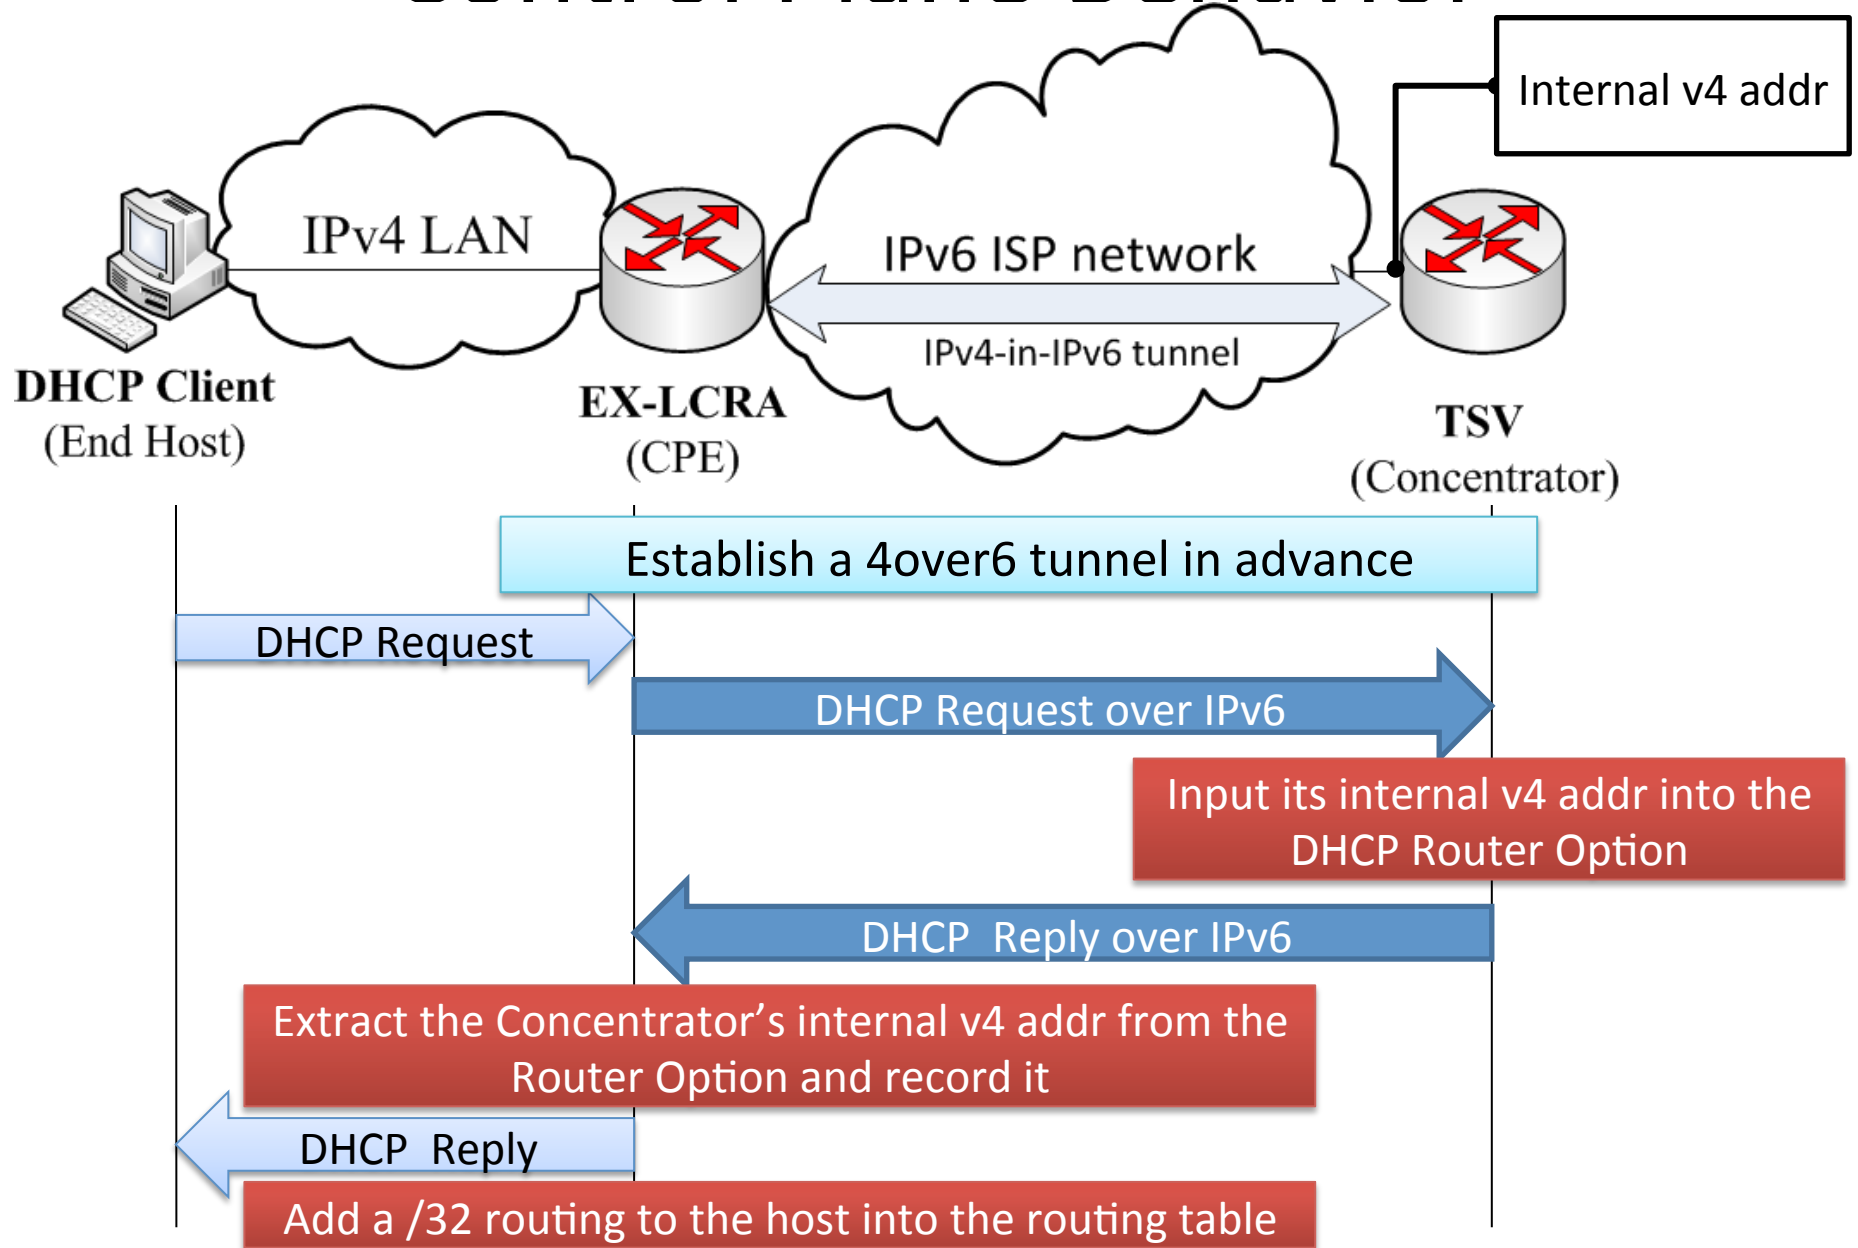 Internal v4 addr
IPv4 LAN
IPv6 ISP network
IPv4-in-IPv6 tunnel
DHCP Client
(End Host)
EX-LCRA
(CPE)
TSV
(Concentrator)
Establish a 4over6 tunnel in advance
DHCP Request
DHCP Request over IPv6
Input its internal v4 addr into the
DHCP Router Option
DHCP Reply over IPv6
Extract the Concentrator’s internal v4 addr from the
Router Option and record it
DHCP Reply
Add a /32 routing to the host into the routing table